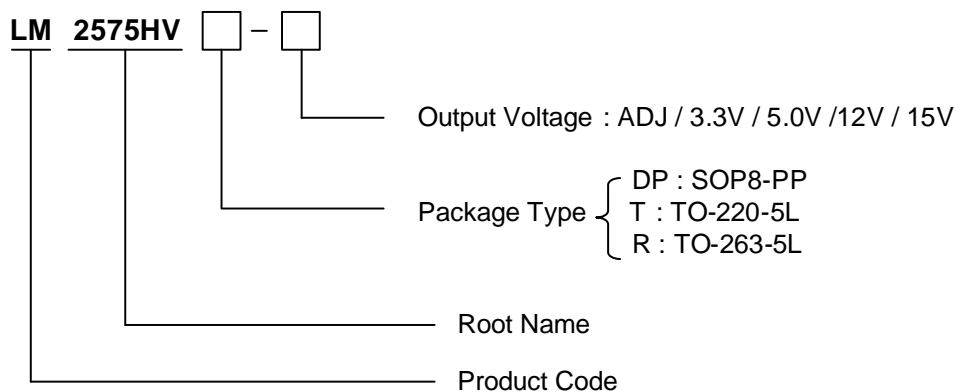 LM 2575HV □ – □
Output Voltage : ADJ / 3.3V / 5.0V /12V / 15V
DP : SOP8-PP
Package Type
T : TO-220-5L
R : TO-263-5L
Root Name
Product Code